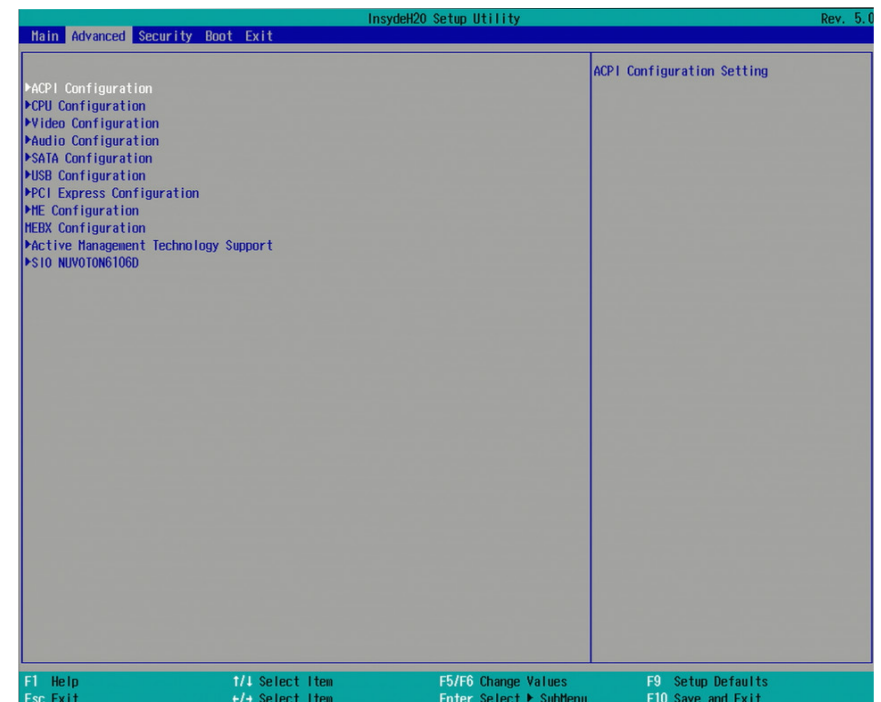 InsydeH20 Setup Utility Rev. 5.0
Main Advanced Security Boot Exit
ACPI Configuration Setting
▶ACPI Configuration
▶CPU Configuration
▶Video Configuration
▶Audio Configuration
▶SATA Configuration
▶USB Configuration
▶PCI Express Configuration
▶ME Configuration
MEBX Configuration
▶Active Management Technology Support
▶SIO NUVOTON6106D
F1 Help ↑/↓ Select Item F5/F6 Change Values F9 Setup Defaults
Esc Exit ←/→ Select Item Enter Select ▶ SubMenu F10 Save and Exit